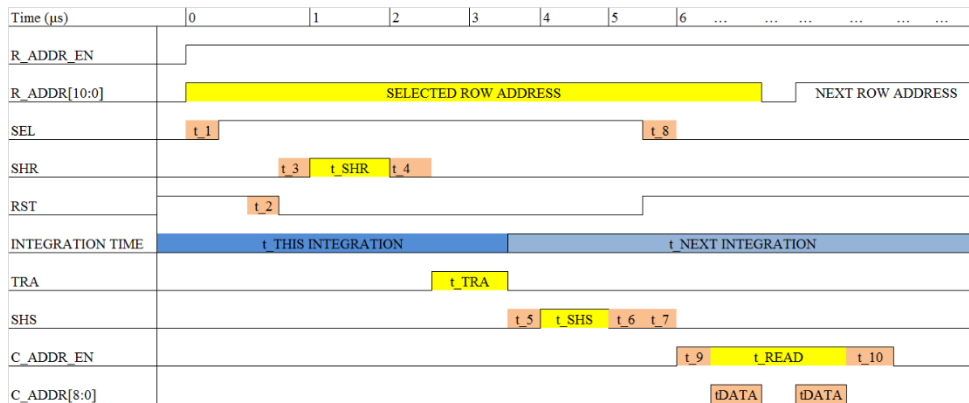 Time (μs) 0 1 2 3 4 5 6 ... ... ... ... ... ...
R_ADDR_EN
R_ADDR[10:0] SELECTED ROW ADDRESS NEXT ROW ADDRESS
SEL t_1 t_8
SHR t_3 t_SHR t_4
RST t_2
INTEGRATION TIME t_THIS INTEGRATION t_NEXT INTEGRATION
TRA t_TRA
SHS t_5 t_SHS t_6 t_7
C_ADDR_EN t_9 t_READ t_10
C_ADDR[8:0] tDATA tDATA